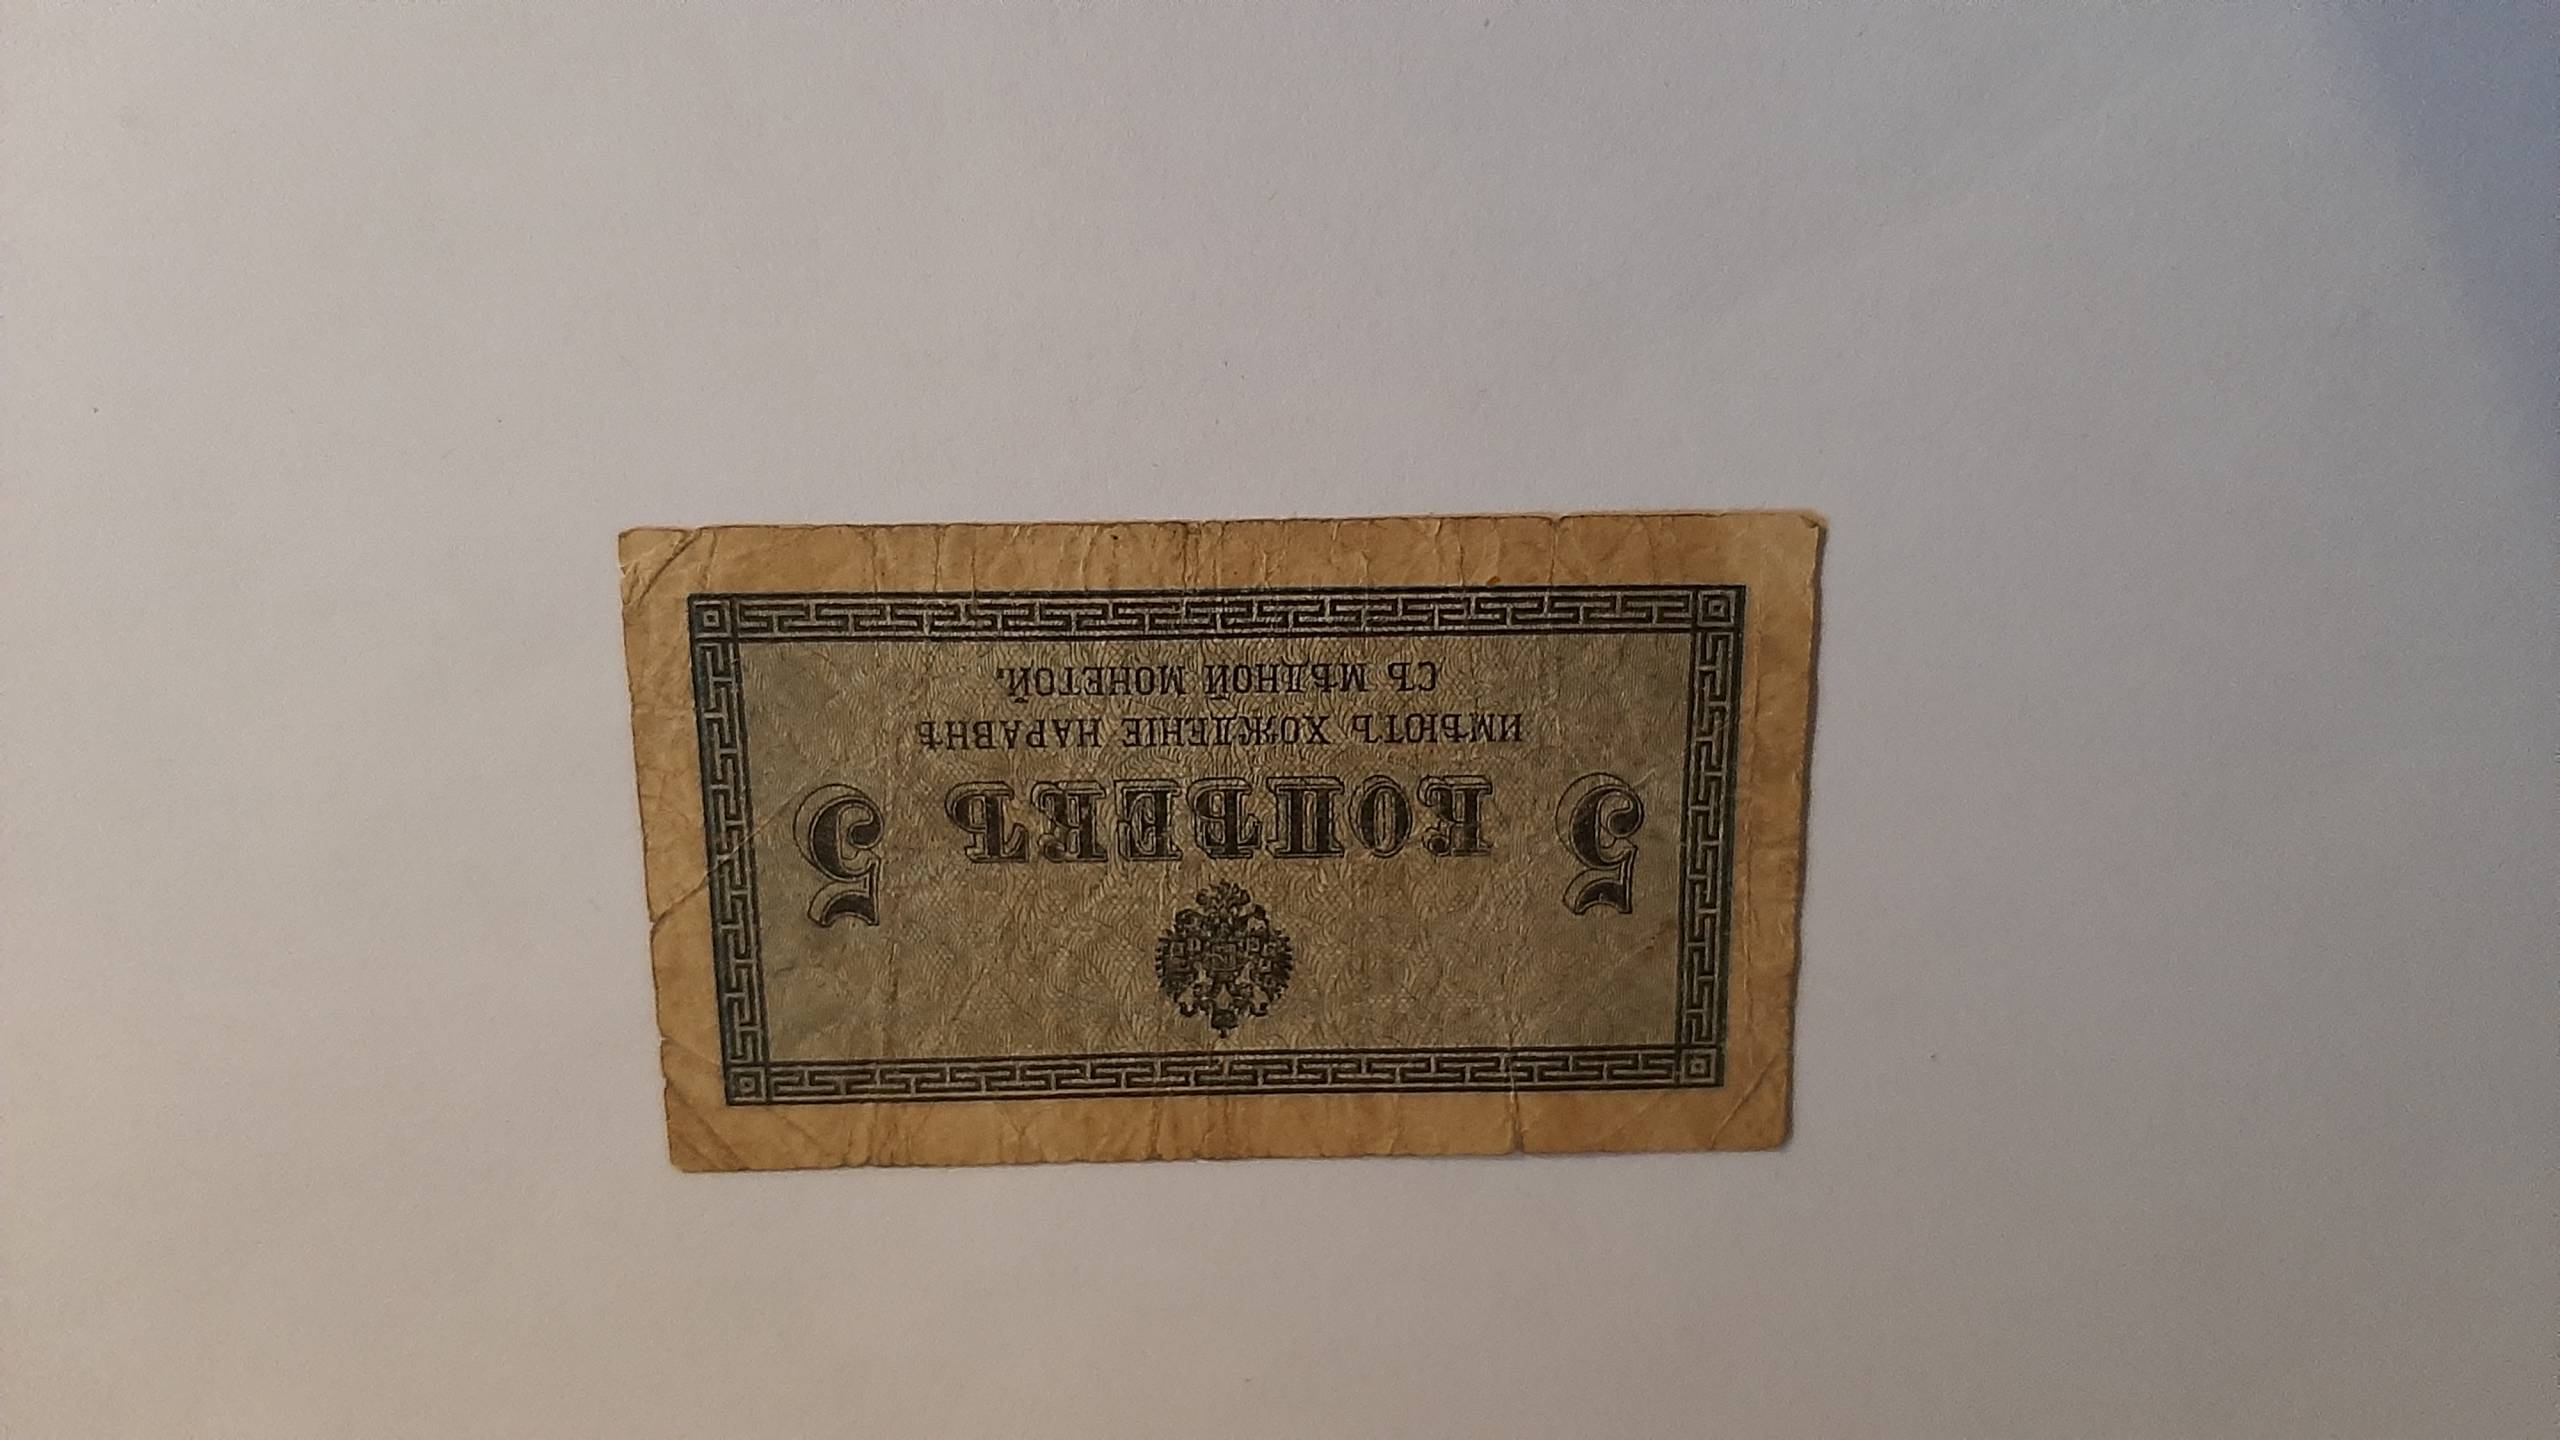 5 КОПѢЕКЪ 5
ИМѢЮТЪ ХОЖДЕНІЕ НАРАВНѢ
СЪ МѢДНОЙ МОНЕТОЙ.